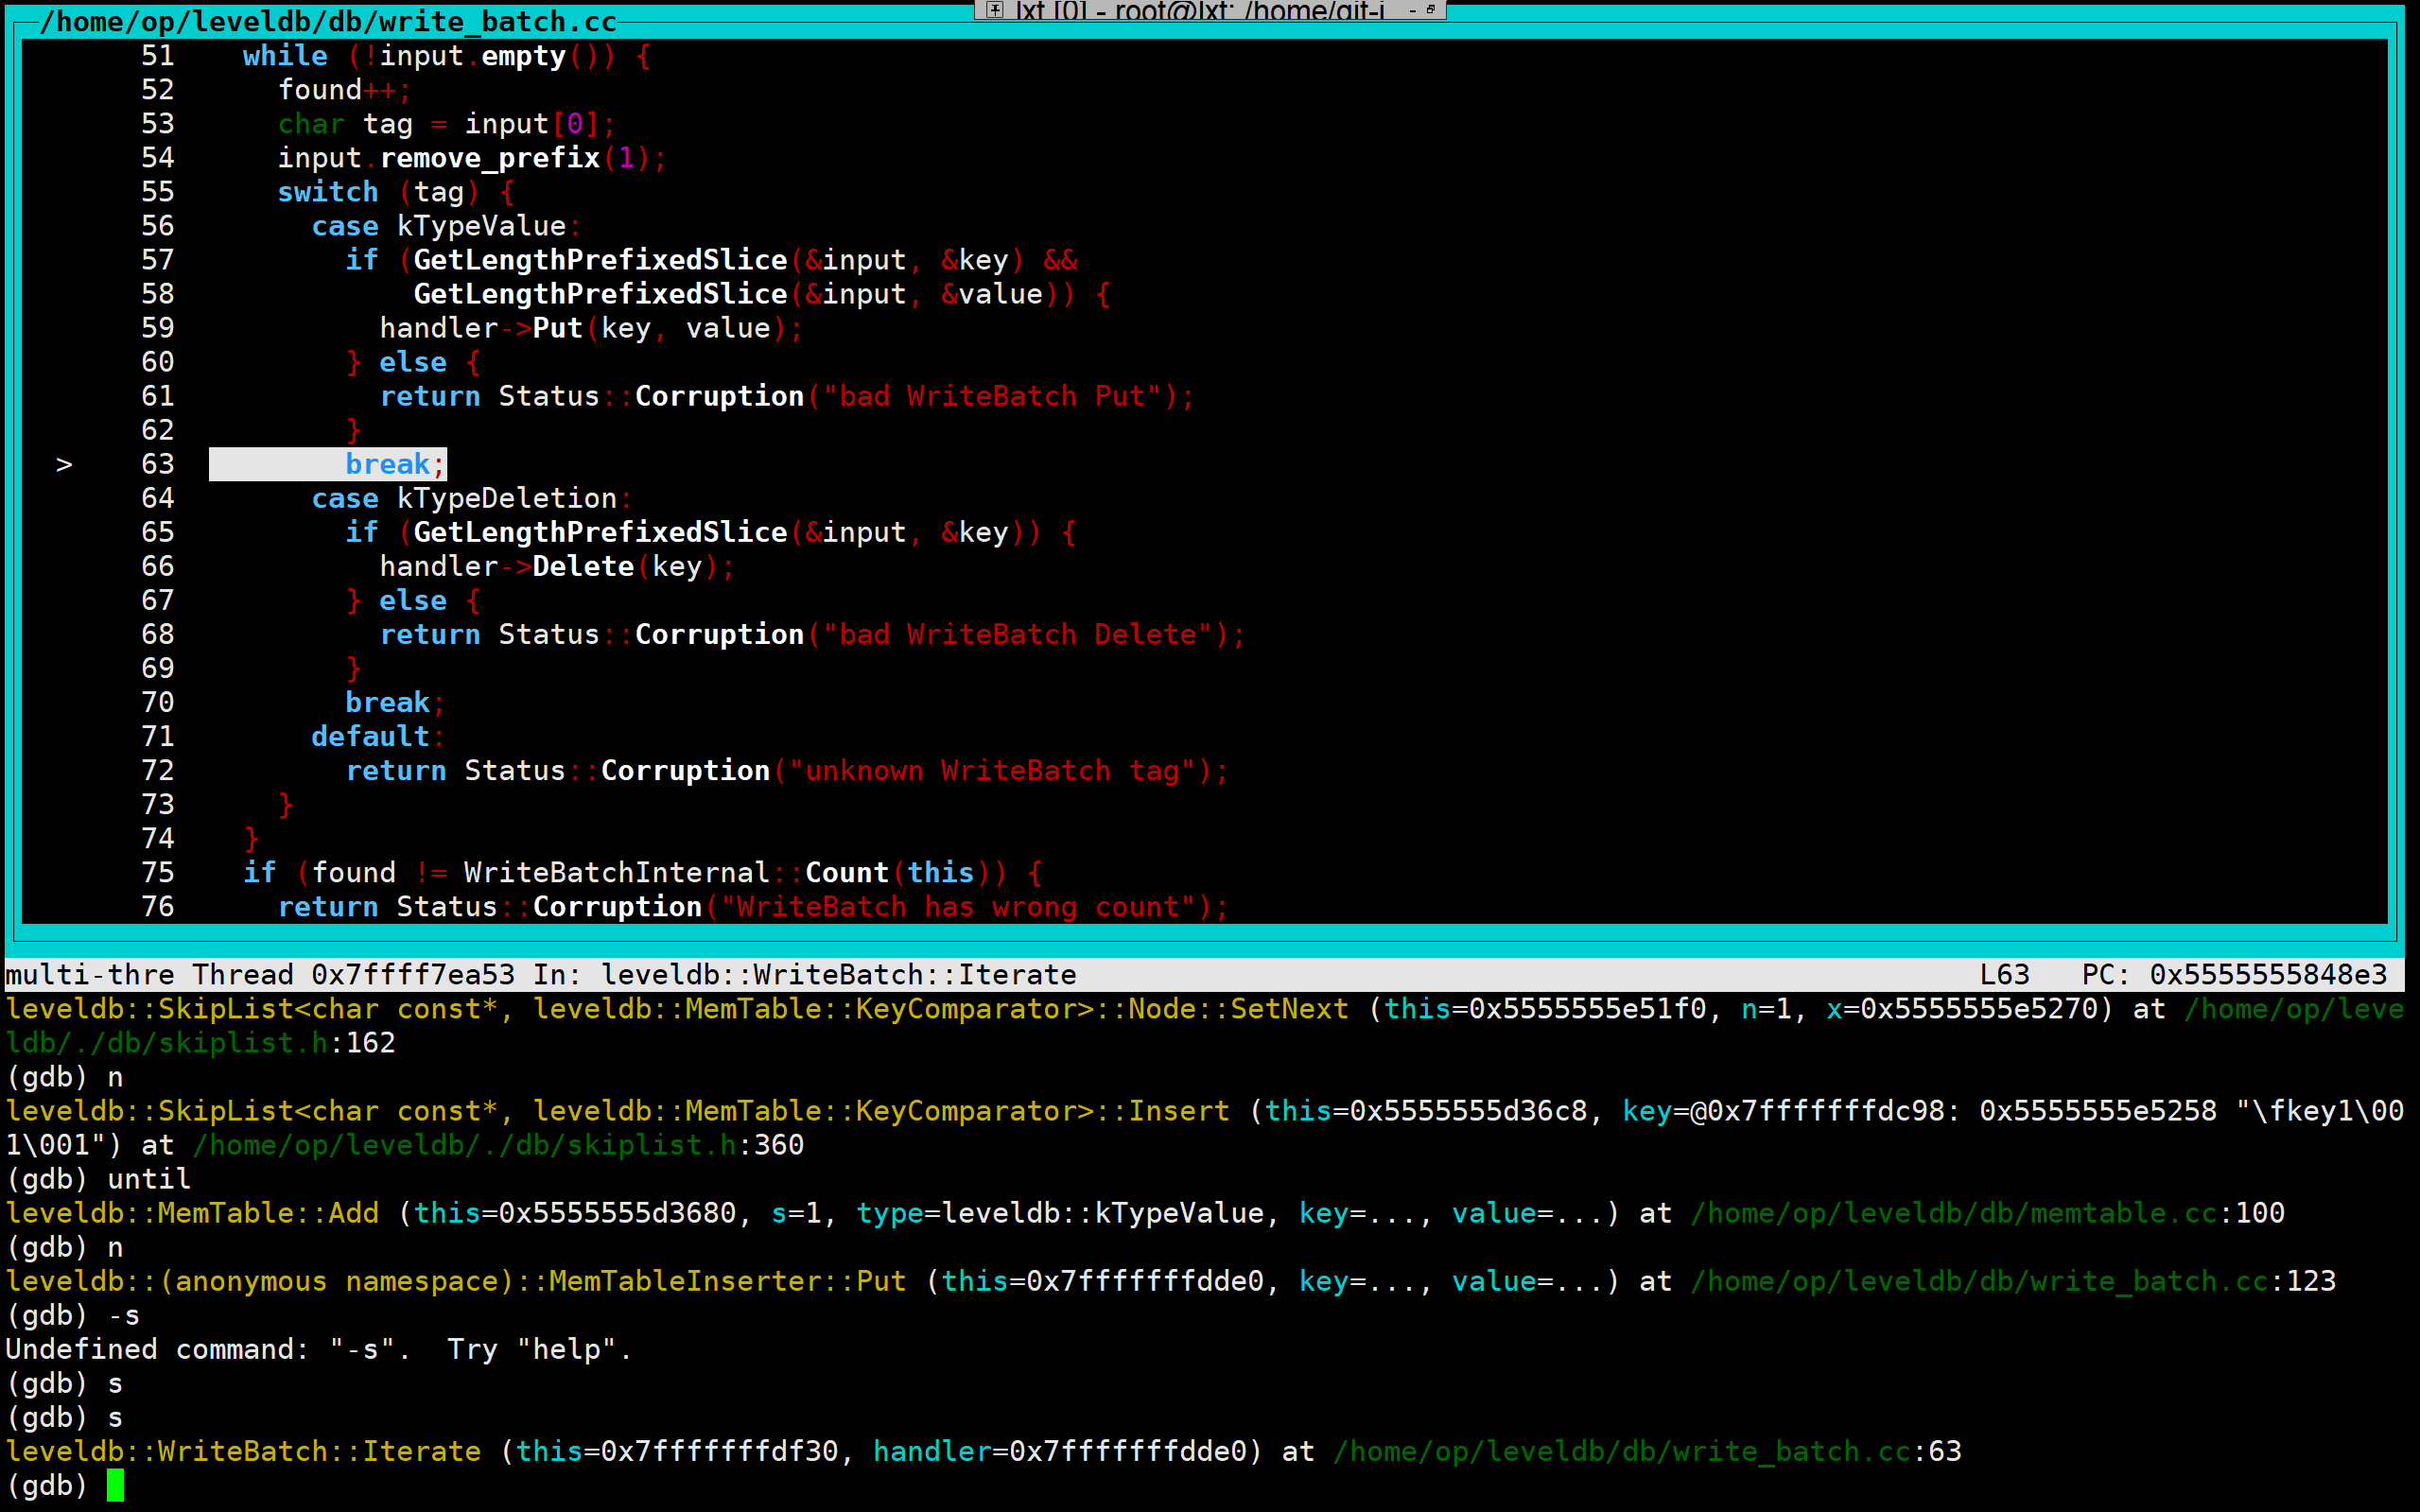 lxt [0] - root@lxt: /home/git-i
/home/op/leveldb/db/write_batch.cc
51    while (!input.empty()) {
52      found++;
53      char tag = input[0];
54      input.remove_prefix(1);
55      switch (tag) {
56        case kTypeValue:
57          if (GetLengthPrefixedSlice(&input, &key) &&
58              GetLengthPrefixedSlice(&input, &value)) {
59            handler->Put(key, value);
60          } else {
61            return Status::Corruption("bad WriteBatch Put");
62          }
> 63          break;
64        case kTypeDeletion:
65          if (GetLengthPrefixedSlice(&input, &key)) {
66            handler->Delete(key);
67          } else {
68            return Status::Corruption("bad WriteBatch Delete");
69          }
70          break;
71        default:
72          return Status::Corruption("unknown WriteBatch tag");
73      }
74    }
75    if (found != WriteBatchInternal::Count(this)) {
76      return Status::Corruption("WriteBatch has wrong count");
multi-thre Thread 0x7ffff7ea53 In: leveldb::WriteBatch::Iterate L63 PC: 0x5555555848e3
leveldb::SkipList<char const*, leveldb::MemTable::KeyComparator>::Node::SetNext (this=0x5555555e51f0, n=1, x=0x5555555e5270) at /home/op/leve
ldb/./db/skiplist.h:162
(gdb) n
leveldb::SkipList<char const*, leveldb::MemTable::KeyComparator>::Insert (this=0x5555555d36c8, key=@0x7fffffffdc98: 0x5555555e5258 "\fkey1\00
1\001") at /home/op/leveldb/./db/skiplist.h:360
(gdb) until
leveldb::MemTable::Add (this=0x5555555d3680, s=1, type=leveldb::kTypeValue, key=..., value=...) at /home/op/leveldb/db/memtable.cc:100
(gdb) n
leveldb::(anonymous namespace)::MemTableInserter::Put (this=0x7fffffffdde0, key=..., value=...) at /home/op/leveldb/db/write_batch.cc:123
(gdb) -s
Undefined command: "-s".  Try "help".
(gdb) s
(gdb) s
leveldb::WriteBatch::Iterate (this=0x7fffffffdf30, handler=0x7fffffffdde0) at /home/op/leveldb/db/write_batch.cc:63
(gdb)